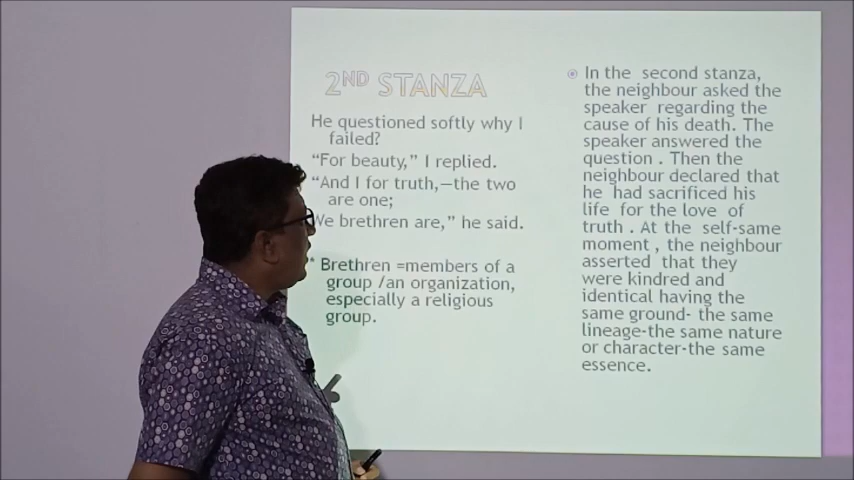 2ND STANZA
He questioned softly why I
failed?
“For beauty,” I replied.
“And I for truth,—the two
are one;
We brethren are,” he said.
* Brethren =members of a
group /an organization,
especially a religious
group.
In the second stanza,
the neighbour asked the
speaker regarding the
cause of his death. The
speaker answered the
question . Then the
neighbour declared that
he had sacrificed his
life for the love of
truth . At the self-same
moment , the neighbour
asserted that they
were kindred and
identical having the
same ground- the same
lineage-the same nature
or character-the same
essence.